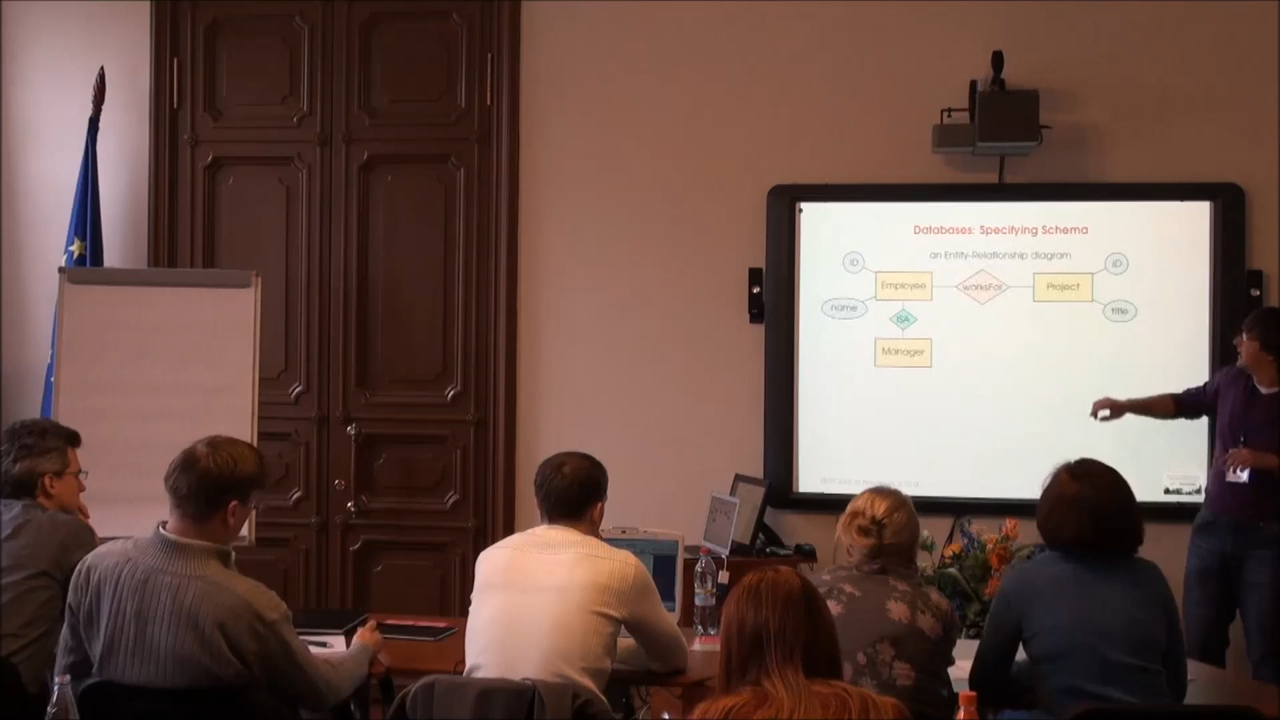 Databases: Specifying Schema
an Entity-Relationship diagram
ID
ID
Employee
worksFor
Project
name
title
ISA
Manager